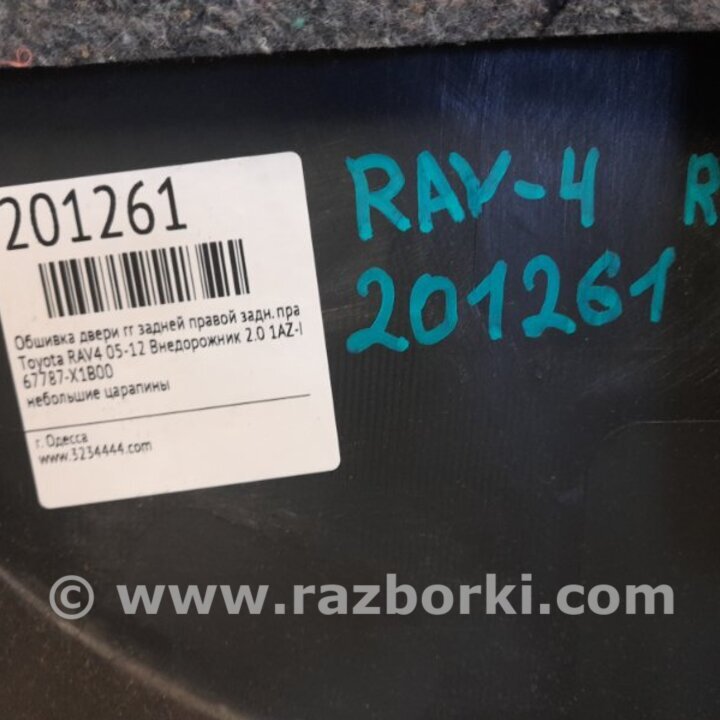 201261
Обшивка двери гг задней правой задн. пра
Toyota RAV4 05-12 Внедорожник 2.0 1AZ-I
67787-X1B00
небольшие царапины
г. Одесса
www.3234444.com
RAV-4 R
201261
© www.razborki.com